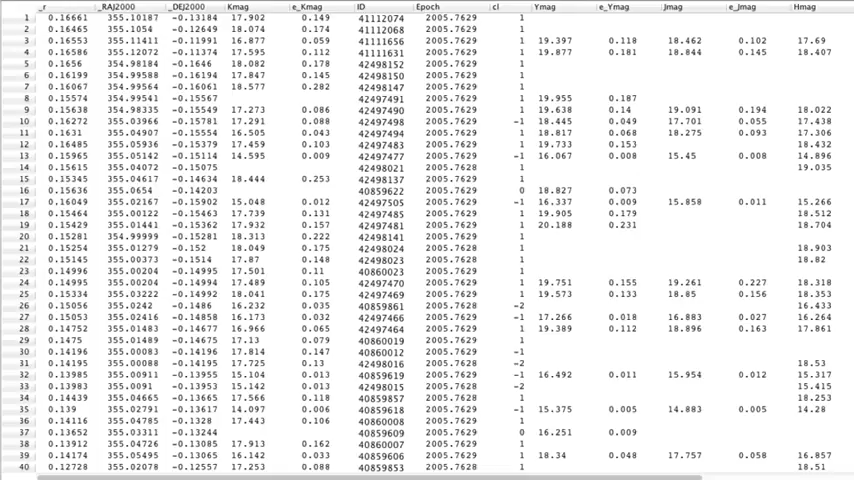 _r _RAJ2000 _DEJ2000 Kmag e_Kmag ID Epoch cl Ymag e_Ymag Jmag e_Jmag Hmag
1 0.16661 355.10187 -0.13184 17.902 0.149 41112074 2005.7629 1
2 0.16465 355.1054 -0.12649 18.074 0.174 41112068 2005.7629 1
3 0.16553 355.11411 -0.11991 16.877 0.059 41111656 2005.7629 1 19.397 0.118 18.462 0.102 17.69
4 0.16586 355.12072 -0.11374 17.595 0.112 41111631 2005.7629 1 19.877 0.181 18.844 0.145 18.407
5 0.1656 354.98184 -0.1646 18.082 0.178 42498152 2005.7629 1
6 0.16459 354.99588 -0.16194 17.847 0.145 42498150 2005.7629 1
7 0.16067 354.99564 -0.16061 18.577 0.282 42498147 2005.7629 1
8 0.15574 354.99541 -0.15567 42497491 2005.7629 1 19.955 0.187
9 0.15638 354.98335 -0.15549 17.273 0.086 42497490 2005.7629 1 19.638 0.14 19.091 0.194 18.022
10 0.16272 355.03966 -0.15781 17.291 0.088 42497498 2005.7629 -1 18.445 0.049 17.701 0.055 17.438
11 0.1631 355.04907 -0.15554 16.505 0.043 42497494 2005.7629 1 18.817 0.068 18.275 0.093 17.306
12 0.16485 355.05936 -0.15379 17.459 0.103 42497483 2005.7629 1 19.733 0.153 18.432
13 0.15965 355.05142 -0.15114 14.595 0.009 42497477 2005.7629 -1 16.067 0.008 15.45 0.008 14.896
14 0.15615 355.04072 -0.15075 42498021 2005.7628 1 19.035
15 0.15345 355.04617 -0.14634 18.444 0.253 42498137 2005.7629 1
16 0.15636 355.0654 -0.14203 40859622 2005.7629 0 18.827 0.073
17 0.16049 355.02167 -0.15902 15.048 0.012 42497505 2005.7629 -1 16.337 0.009 15.858 0.011 15.266
18 0.15464 355.00122 -0.15463 17.739 0.131 42497485 2005.7629 1 19.905 0.179 18.512
19 0.15429 355.01441 -0.15362 17.932 0.157 42497481 2005.7629 1 20.188 0.231 18.704
20 0.15281 354.99999 -0.15281 18.313 0.222 42498141 2005.7629 1
21 0.15254 355.01279 -0.152 18.049 0.175 42498024 2005.7628 1 18.903
22 0.15145 355.00373 -0.1514 17.87 0.148 42498023 2005.7628 1 18.82
23 0.14996 355.00204 -0.14995 17.501 0.11 40860023 2005.7629 1
24 0.14995 355.00204 -0.14994 17.489 0.105 42497470 2005.7629 1 19.751 0.155 19.261 0.227 18.318
25 0.15334 355.03222 -0.14992 18.041 0.175 42497469 2005.7629 1 19.573 0.133 18.85 0.156 18.353
26 0.15056 355.0242 -0.1486 16.232 0.035 40859861 2005.7628 -2 16.433
27 0.15053 355.02416 -0.14858 16.173 0.032 42497466 2005.7629 -1 17.266 0.018 16.883 0.027 16.264
28 0.14752 355.01483 -0.14677 16.966 0.065 42497464 2005.7629 1 19.389 0.112 18.896 0.163 17.861
29 0.1475 355.01489 -0.14675 17.13 0.079 40860019 2005.7629 1
30 0.14196 355.00083 -0.14196 17.814 0.147 40860012 2005.7629 -1
31 0.14195 355.00088 -0.14195 17.725 0.13 42498016 2005.7628 -2 18.53
32 0.13985 355.00911 -0.13955 15.104 0.013 40859619 2005.7629 -1 16.492 0.011 15.954 0.012 15.317
33 0.13983 355.0091 -0.13953 15.142 0.013 42498015 2005.7628 -2 15.415
34 0.14439 355.04665 -0.13665 17.566 0.118 40859857 2005.7628 1 18.253
35 0.139 355.02791 -0.13617 14.097 0.006 40859618 2005.7629 -1 15.375 0.005 14.883 0.005 14.28
36 0.14116 355.04785 -0.1328 17.443 0.106 40860008 2005.7629 1
37 0.13652 355.03311 -0.13244 40859609 2005.7629 0 16.251 0.009
38 0.13912 355.04726 -0.13085 17.913 0.162 40860007 2005.7629 1
39 0.14174 355.05495 -0.13065 16.142 0.033 40859606 2005.7629 -1 18.34 0.048 17.757 0.058 16.857
40 0.12728 355.02078 -0.12557 17.253 0.088 40859853 2005.7628 1 18.51